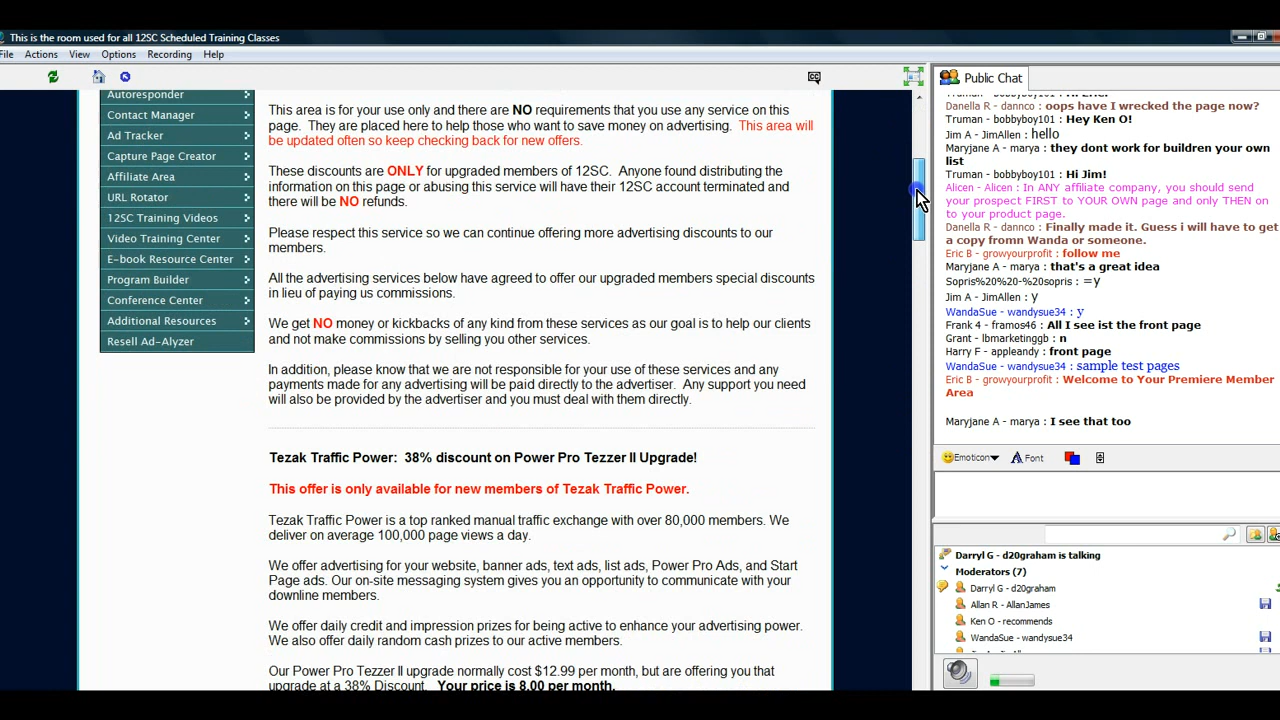 This is the room used for all 12SC Scheduled Training Classes
File Actions View Options Recording Help
Autoresponder
Contact Manager
Ad Tracker
Capture Page Creator
Affiliate Area
URL Rotator
12SC Training Videos
Video Training Center
E-book Resource Center
Program Builder
Conference Center
Additional Resources
Resell Ad-Alyzer
CC
This area is for your use only and there are NO requirements that you use any service on this
page. They are placed here to help those who want to save money on advertising. This area will
be updated often so keep checking back for new offers.
These discounts are ONLY for upgraded members of 12SC. Anyone found distributing the
information on this page or abusing this service will have their 12SC account terminated and
there will be NO refunds.
Please respect this service so we can continue offering more advertising discounts to our
members.
All the advertising services below have agreed to offer our upgraded members special discounts
in lieu of paying us commissions.
We get NO money or kickbacks of any kind from these services as our goal is to help our clients
and not make commissions by selling you other services.
In addition, please know that we are not responsible for your use of these services and any
payments made for any advertising will be paid directly to the advertiser. Any support you need
will also be provided by the advertiser and you must deal with them directly.
Tezak Traffic Power: 38% discount on Power Pro Tezzer II Upgrade!
This offer is only available for new members of Tezak Traffic Power.
Tezak Traffic Power is a top ranked manual traffic exchange with over 80,000 members. We
deliver on average 100,000 page views a day.
We offer advertising for your website, banner ads, text ads, list ads, Power Pro Ads, and Start
Page ads. Our on-site messaging system gives you an opportunity to communicate with your
downline members.
We offer daily credit and impression prizes for being active to enhance your advertising power.
We also offer daily random cash prizes to our active members.
Our Power Pro Tezzer II upgrade normally cost $12.99 per month, but are offering you that
upgrade at a 38% Discount. Your price is 8.00 per month.
Public Chat
Danella R - dannco : oops have I wrecked the page now?
Truman - bobbyboy101 : Hey Ken O!
Jim A - JimAllen : hello
Maryjane A - marya : they dont work for buildren your own
list
Truman - bobbyboy101 : Hi Jim!
Alicen - Alicen : In ANY affiliate company, you should send
your prospect FIRST to YOUR OWN page and only THEN on
to your product page.
Danella R - dannco : Finally made it. Guess i will have to get
a copy fromn Wanda or someone.
Eric B - growyourprofit : follow me
Maryjane A - marya : that's a great idea
Sopris%20%20-%20sopris : =y
Jim A - JimAllen : y
WandaSue - wandysue34 : y
Frank 4 - framos46 : All I see ist the front page
Grant - lbmarketinggb : n
Harry F - appleandy : front page
WandaSue - wandysue34 : sample test pages
Eric B - growyourprofit : Welcome to Your Premiere Member
Area
Maryjane A - marya : I see that too
Emoticon Font
Darryl G - d20graham is talking
Moderators (7)
Darryl G - d20graham
Allan R - AllanJames
Ken O - recommends
WandaSue - wandysue34